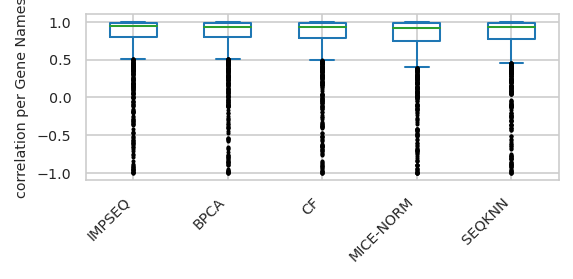 correlation per Gene Names
1.0
0.5
0.0
−0.5
−1.0
IMPSEQ
BPCA
CF
MICE-NORM
SEQKNN